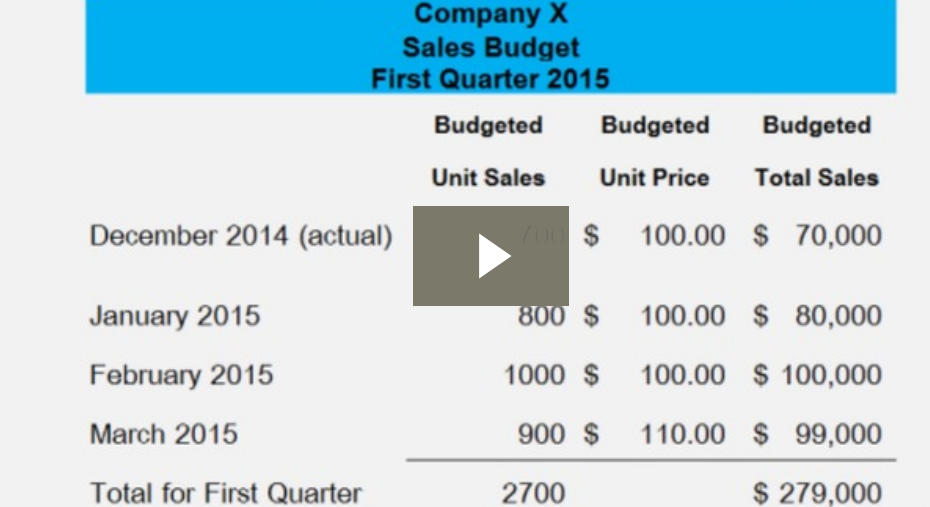 Company X
Sales Budget
First Quarter 2015
Budgeted Budgeted Budgeted
Unit Sales Unit Price Total Sales
December 2014 (actual) 700 $ 100.00 $ 70,000
January 2015 800 $ 100.00 $ 80,000
February 2015 1000 $ 100.00 $ 100,000
March 2015 900 $ 110.00 $ 99,000
Total for First Quarter 2700 $ 279,000